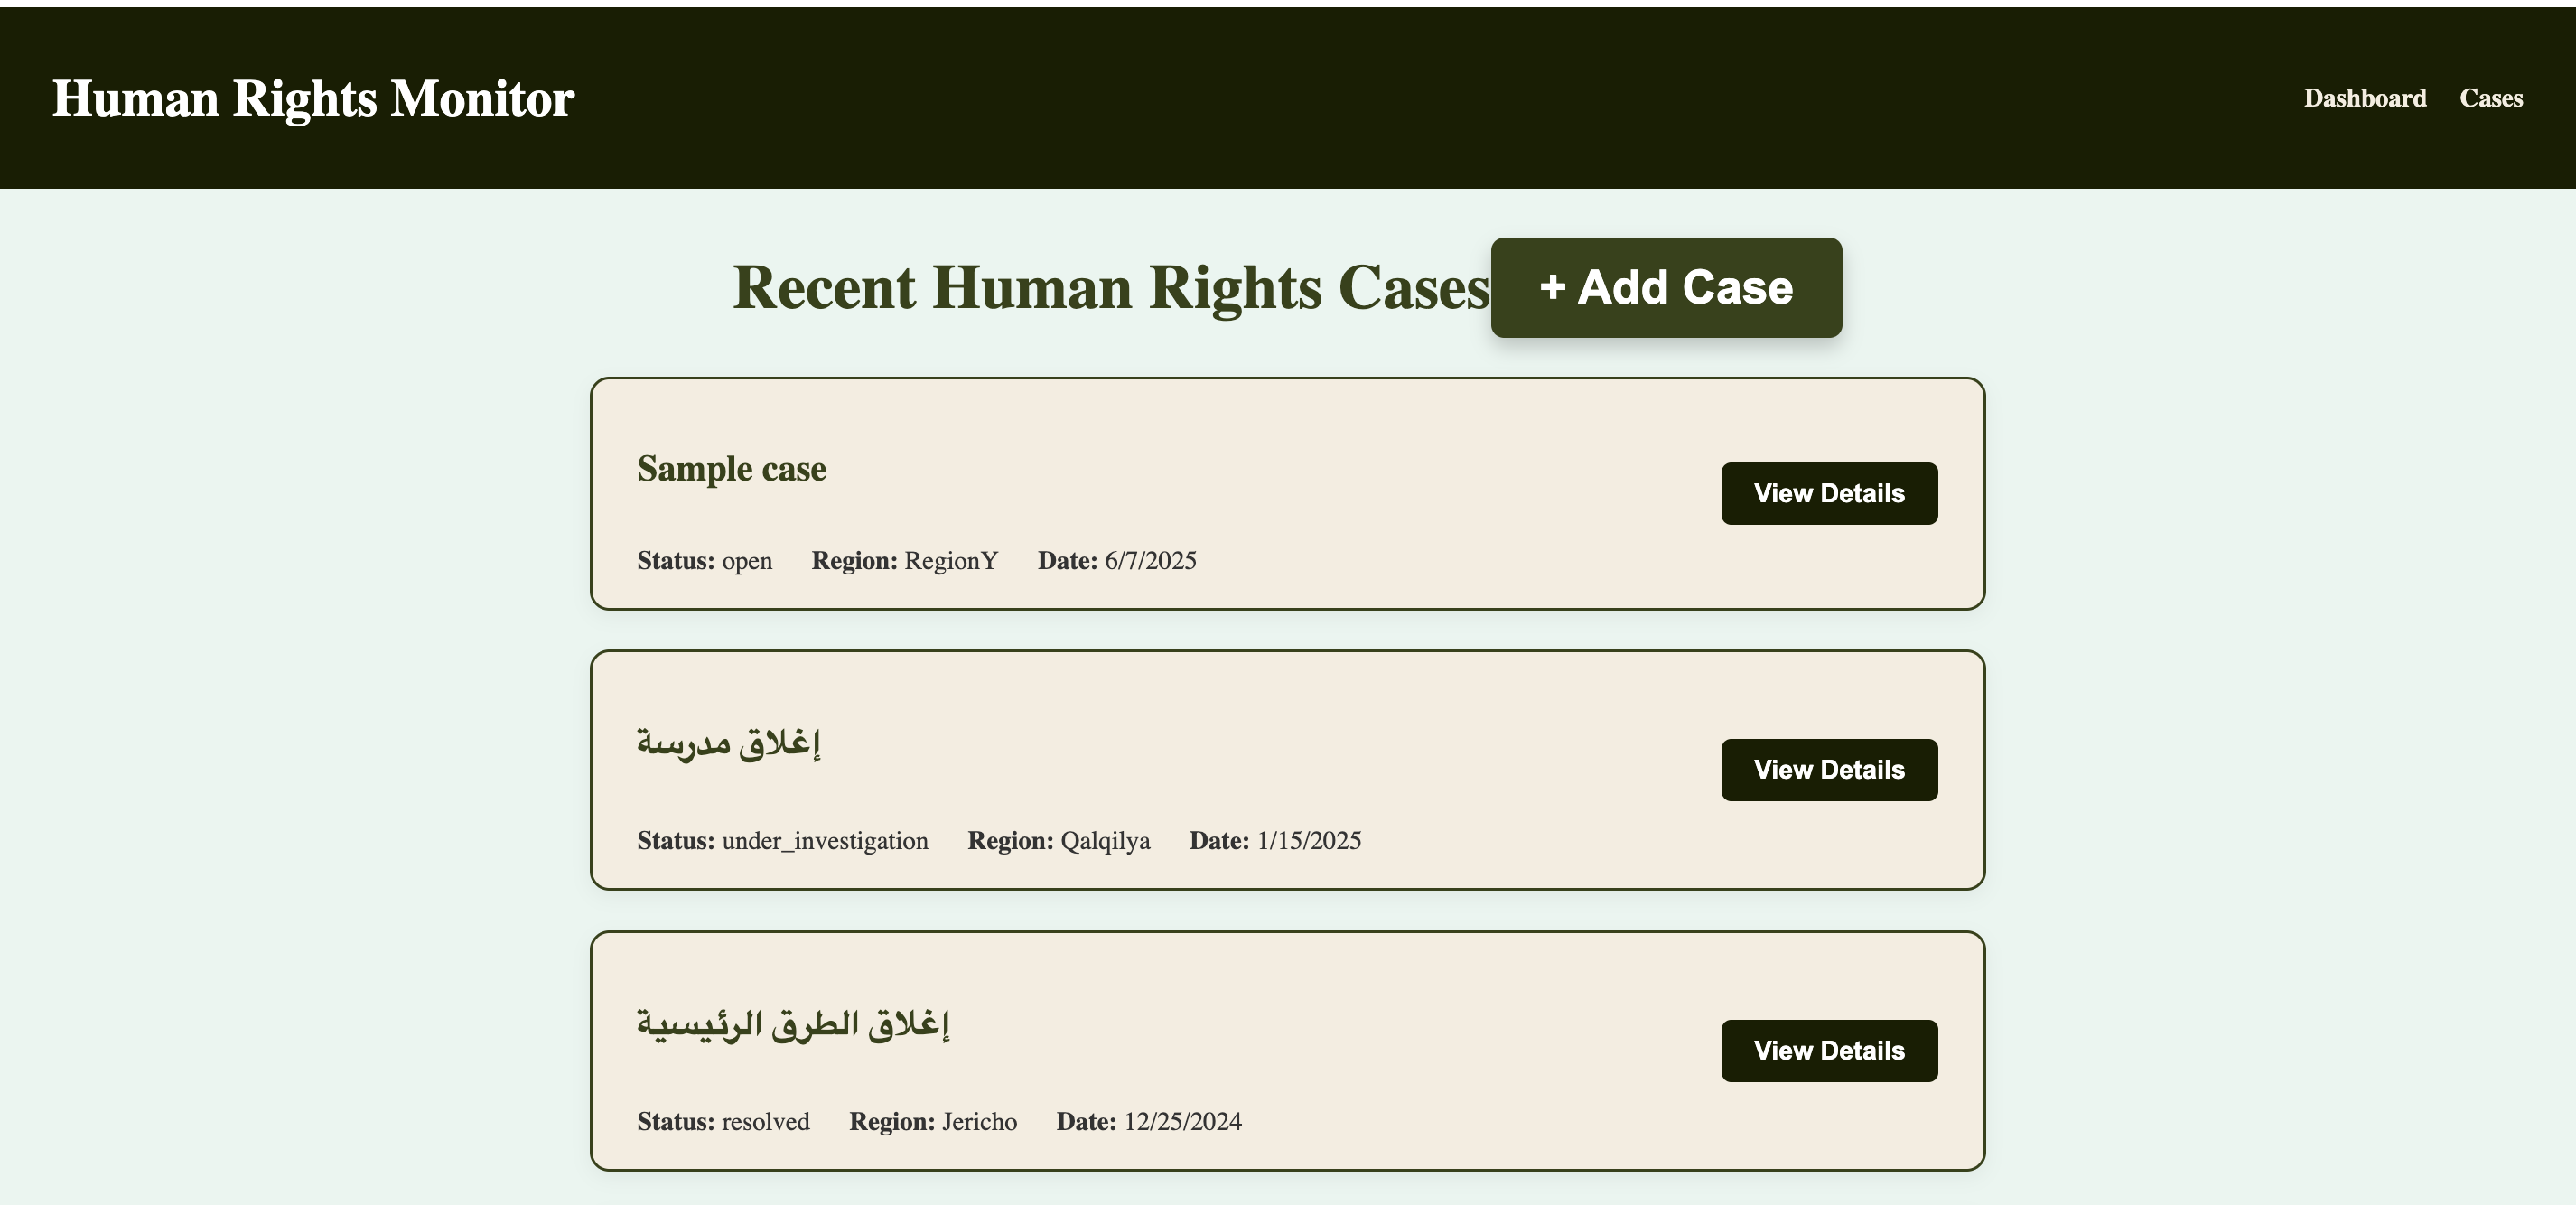 Human Rights Monitor
Dashboard Cases
Recent Human Rights Cases + Add Case
Sample case
View Details
Status: open Region: RegionY Date: 6/7/2025
إغلاق مدرسة
View Details
Status: under_investigation Region: Qalqilya Date: 1/15/2025
إغلاق الطرق الرئيسية
View Details
Status: resolved Region: Jericho Date: 12/25/2024